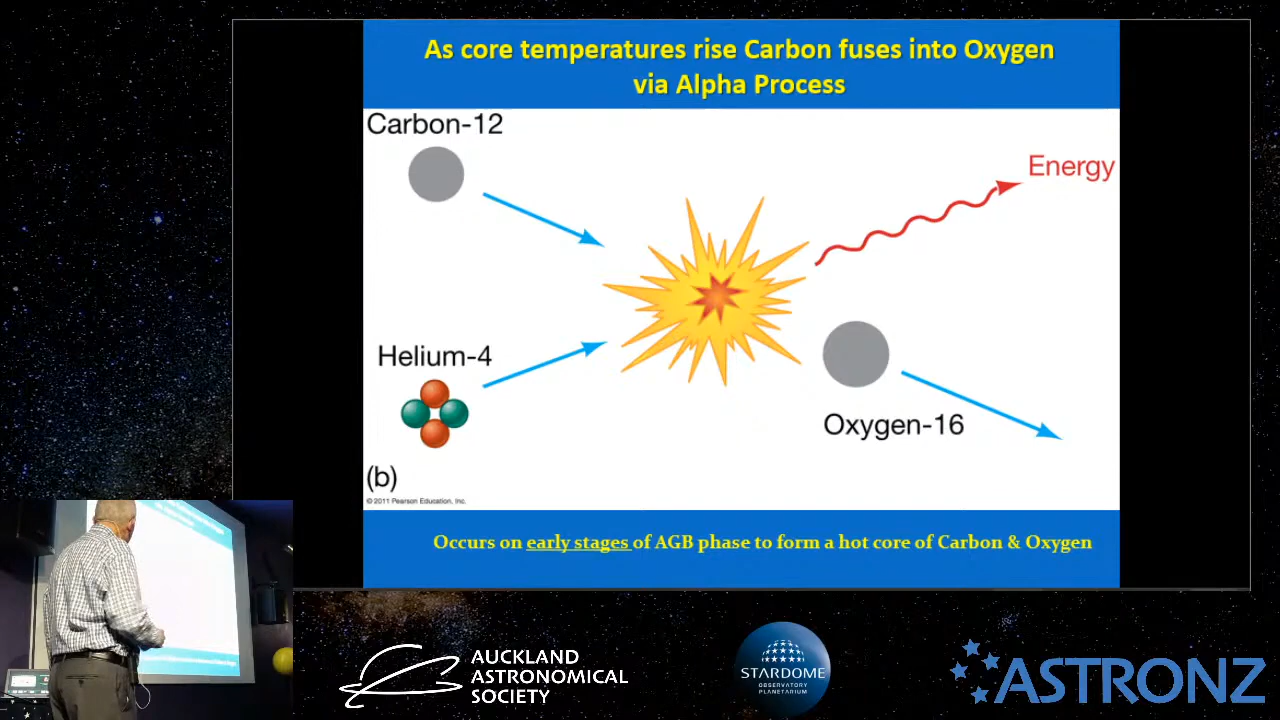 As core temperatures rise Carbon fuses into Oxygen
via Alpha Process
Carbon-12
Energy
Helium-4
Oxygen-16
(b)
© 2011 Pearson Education, Inc.
Occurs on early stages of AGB phase to form a hot core of Carbon & Oxygen
AUCKLAND
ASTRONOMICAL
SOCIETY
STARDOME
OBSERVATORY
PLANETARIUM
ASTRONZ